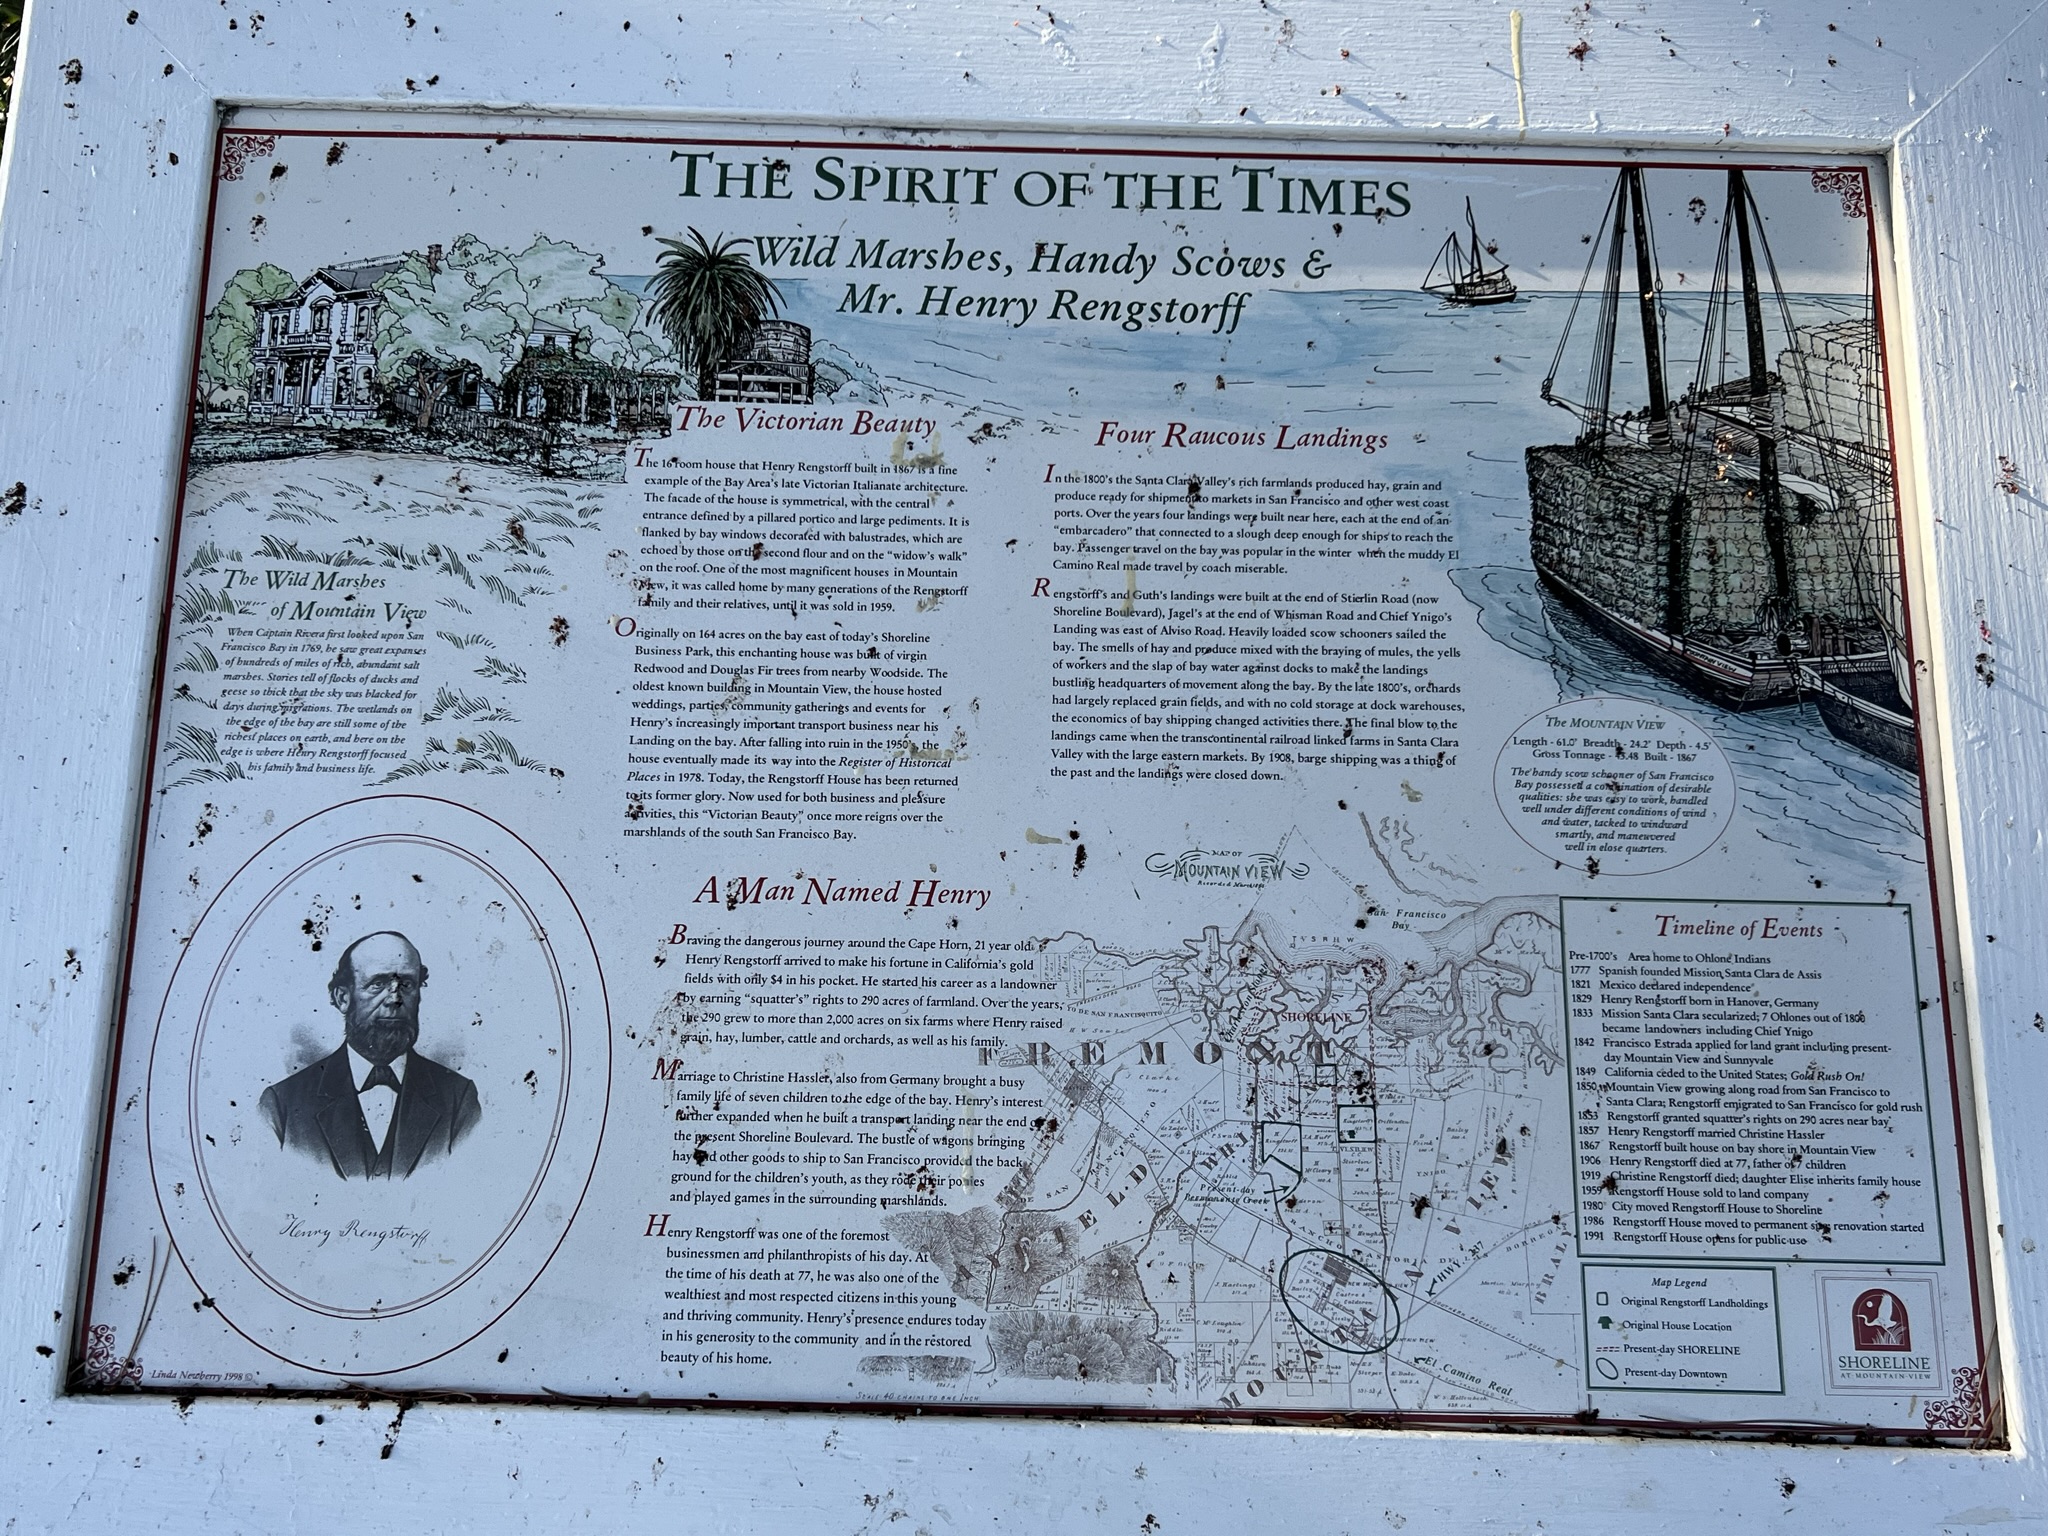 THE SPIRIT OF THE TIMES
Wild Marshes, Handy Scows &
Mr. Henry Rengstorff
The Wild Marshes
of Mountain View
When Captain Rivera first looked upon San
Francisco Bay in 1769, he saw great expanses
of hundreds of miles of rich, abundant salt
marshes. Stories tell of flocks of ducks and
geese so thick that the sky was blacked for
days during migrations. The wetlands on
the edge of the bay are still some of the
richest places on earth, and here on the
edge is where Henry Rengstorff focused
his family and business life.
Henry Rengstorff
Linda Newberry 1998 ©
The Victorian Beauty
The 16 room house that Henry Rengstorff built in 1867 is a fine
example of the Bay Area's late Victorian Italianate architecture.
The facade of the house is symmetrical, with the central
entrance defined by a pillared portico and large pediments. It is
flanked by bay windows decorated with balustrades, which are
echoed by those on the second flour and on the "widow's walk"
on the roof. One of the most magnificent houses in Mountain
View, it was called home by many generations of the Rengstorff
family and their relatives, until it was sold in 1959.
Originally on 164 acres on the bay east of today's Shoreline
Business Park, this enchanting house was built of virgin
Redwood and Douglas Fir trees from nearby Woodside. The
oldest known building in Mountain View, the house hosted
weddings, parties, community gatherings and events for
Henry's increasingly important transport business near his
Landing on the bay. After falling into ruin in the 1950's, the
house eventually made its way into the Register of Historical
Places in 1978. Today, the Rengstorff House has been returned
to its former glory. Now used for both business and pleasure
activities, this "Victorian Beauty" once more reigns over the
marshlands of the south San Francisco Bay.
A Man Named Henry
Braving the dangerous journey around the Cape Horn, 21 year old
Henry Rengstorff arrived to make his fortune in California's gold
fields with only $4 in his pocket. He started his career as a landowner
by earning "squatter's" rights to 290 acres of farmland. Over the years,
the 290 grew to more than 2,000 acres on six farms where Henry raised
grain, hay, lumber, cattle and orchards, as well as his family.
Marriage to Christine Hassler, also from Germany brought a busy
family life of seven children to the edge of the bay. Henry's interest
further expanded when he built a transport landing near the end of
the present Shoreline Boulevard. The bustle of wagons bringing
hay and other goods to ship to San Francisco provided the back
ground for the children's youth, as they rode their ponies
and played games in the surrounding marshlands.
Henry Rengstorff was one of the foremost
businessmen and philanthropists of his day. At
the time of his death at 77, he was also one of the
wealthiest and most respected citizens in this young
and thriving community. Henry's presence endures today
in his generosity to the community and in the restored
beauty of his home.
Four Raucous Landings
In the 1800's the Santa Clara Valley's rich farmlands produced hay, grain and
produce ready for shipment to markets in San Francisco and other west coast
ports. Over the years four landings were built near here, each at the end of an
"embarcadero" that connected to a slough deep enough for ships to reach the
bay. Passenger travel on the bay was popular in the winter when the muddy El
Camino Real made travel by coach miserable.
Rengstorff's and Guth's landings were built at the end of Stierlin Road (now
Shoreline Boulevard), Jagel's at the end of Whisman Road and Chief Ynigo's
Landing was east of Alviso Road. Heavily loaded scow schooners sailed the
bay. The smells of hay and produce mixed with the braying of mules, the yells
of workers and the slap of bay water against docks to make the landings
bustling headquarters of movement along the bay. By the late 1800's, orchards
had largely replaced grain fields, and with no cold storage at dock warehouses,
the economics of bay shipping changed activities there. The final blow to the
landings came when the transcontinental railroad linked farms in Santa Clara
Valley with the large eastern markets. By 1908, barge shipping was a thing of
the past and the landings were closed down.
The MOUNTAIN VIEW
Length - 61.0' Breadth - 24.2' Depth - 4.5'
Gross Tonnage - 43.48 Built - 1867
The handy scow schooner of San Francisco
Bay possessed a combination of desirable
qualities: she was easy to work, handled
well under different conditions of wind
and water, tacked to windward
smartly, and maneuvered
well in close quarters.
MAP OF
MOUNTAIN VIEW
San Francisco
Bay
SHORELINE
FREMONT
Present-day
Permanente Creek
HWY. 237
MOUNTAIN VIEW
El Camino Real
SCALE 40 CHAINS TO ONE INCH
Timeline of Events
Pre-1700's Area home to Ohlone Indians
1777 Spanish founded Mission Santa Clara de Assis
1821 Mexico declared independence
1829 Henry Rengstorff born in Hanover, Germany
1833 Mission Santa Clara secularized; 7 Ohlones out of 1800
became landowners including Chief Ynigo
1842 Francisco Estrada applied for land grant including present-
day Mountain View and Sunnyvale
1849 California ceded to the United States; Gold Rush On!
1850 Mountain View growing along road from San Francisco to
Santa Clara; Rengstorff emigrated to San Francisco for gold rush
1853 Rengstorff granted squatter's rights on 290 acres near bay
1857 Henry Rengstorff married Christine Hassler
1867 Rengstorff built house on bay shore in Mountain View
1906 Henry Rengstorff died at 77, father of 7 children
1919 Christine Rengstorff died; daughter Elise inherits family house
1959 Rengstorff House sold to land company
1980 City moved Rengstorff House to Shoreline
1986 Rengstorff House moved to permanent site, renovation started
1991 Rengstorff House opens for public use
Map Legend
Original Rengstorff Landholdings
Original House Location
Present-day SHORELINE
Present-day Downtown
SHORELINE
AT MOUNTAIN VIEW